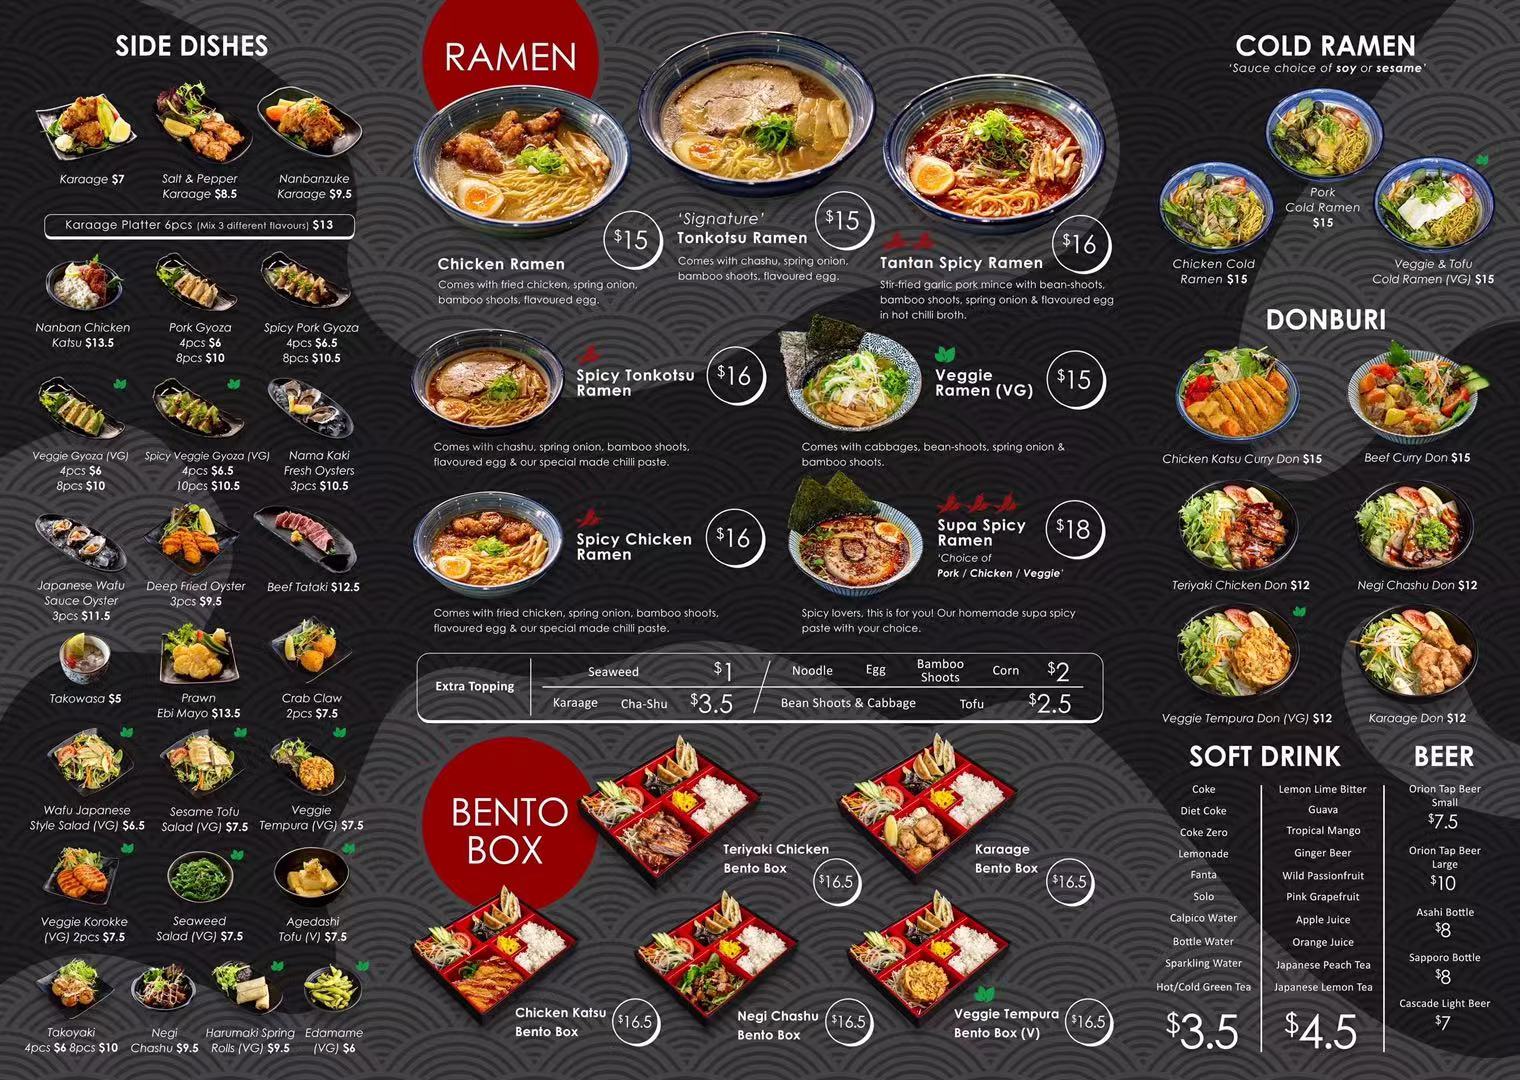 SIDE DISHES
Karaage $7
Salt & Pepper
Karaage $8.5
Nanbanzuke
Karaage $9.5
Karaage Platter 6pcs (Mix 3 different flavours) $13
Nanban Chicken
Katsu $13.5
Pork Gyoza
4pcs $6
8pcs $10
Spicy Pork Gyoza
4pcs $6.5
8pcs $10.5
Veggie Gyoza (VG)
4pcs $6
8pcs $10
Spicy Veggie Gyoza (VG)
4pcs $6.5
10pcs $10.5
Nama Kaki
Fresh Oysters
3pcs $10.5
Japanese Wafu
Sauce Oyster
3pcs $11.5
Deep Fried Oyster
3pcs $9.5
Beef Tataki $12.5
Takowasa $5
Prawn
Ebi Mayo $13.5
Crab Claw
2pcs $7.5
Wafu Japanese
Style Salad (VG) $6.5
Sesame Tofu
Salad (VG) $7.5
Veggie
Tempura (VG) $7.5
Veggie Korokke
(VG) 2pcs $7.5
Seaweed
Salad (VG) $7.5
Agedashi
Tofu (V) $7.5
Takoyaki
4pcs $6 8pcs $10
Negi
Chashu $9.5
Harumaki Spring
Rolls (VG) $9.5
Edamame
(VG) $6
RAMEN
$15
Chicken Ramen
Comes with fried chicken, spring onion,
bamboo shoots, flavoured egg.
'Signature'
Tonkotsu Ramen
$15
Comes with chashu, spring onion,
bamboo shoots, flavoured egg.
$16
Tantan Spicy Ramen
Stir-fried garlic pork mince with bean-shoots,
bamboo shoots, spring onion & flavoured egg
in hot chilli broth.
Spicy Tonkotsu
Ramen
$16
Comes with chashu, spring onion, bamboo shoots,
flavoured egg & our special made chilli paste.
Veggie
Ramen (VG)
$15
Comes with cabbages, bean-shoots, spring onion &
bamboo shoots.
Spicy Chicken
Ramen
$16
Comes with fried chicken, spring onion, bamboo shoots,
flavoured egg & our special made chilli paste.
Supa Spicy
Ramen
$18
'Choice of
Pork / Chicken / Veggie'
Spicy lovers, this is for you! Our homemade supa spicy
paste with your choice.
Extra Topping
Seaweed $1
Noodle Egg Bamboo
Shoots Corn $2
Karaage Cha-Shu $3.5
Bean Shoots & Cabbage Tofu $2.5
BENTO
BOX
Teriyaki Chicken
Bento Box
$16.5
Karaage
Bento Box
$16.5
Chicken Katsu
Bento Box
$16.5
Negi Chashu
Bento Box
$16.5
Veggie Tempura
Bento Box (V)
$16.5
COLD RAMEN
'Sauce choice of soy or sesame'
Pork
Cold Ramen
$15
Chicken Cold
Ramen $15
Veggie & Tofu
Cold Ramen (VG) $15
DONBURI
Chicken Katsu Curry Don $15
Beef Curry Don $15
Teriyaki Chicken Don $12
Negi Chashu Don $12
Veggie Tempura Don (VG) $12
Karaage Don $12
SOFT DRINK
Coke
Diet Coke
Coke Zero
Lemonade
Fanta
Solo
Calpico Water
Bottle Water
Sparkling Water
Hot/Cold Green Tea
$3.5
Lemon Lime Bitter
Guava
Tropical Mango
Ginger Beer
Wild Passionfruit
Pink Grapefruit
Apple Juice
Orange Juice
Japanese Peach Tea
Japanese Lemon Tea
$4.5
BEER
Orion Tap Beer
Small
$7.5
Orion Tap Beer
Large
$10
Asahi Bottle
$8
Sapporo Bottle
$8
Cascade Light Beer
$7